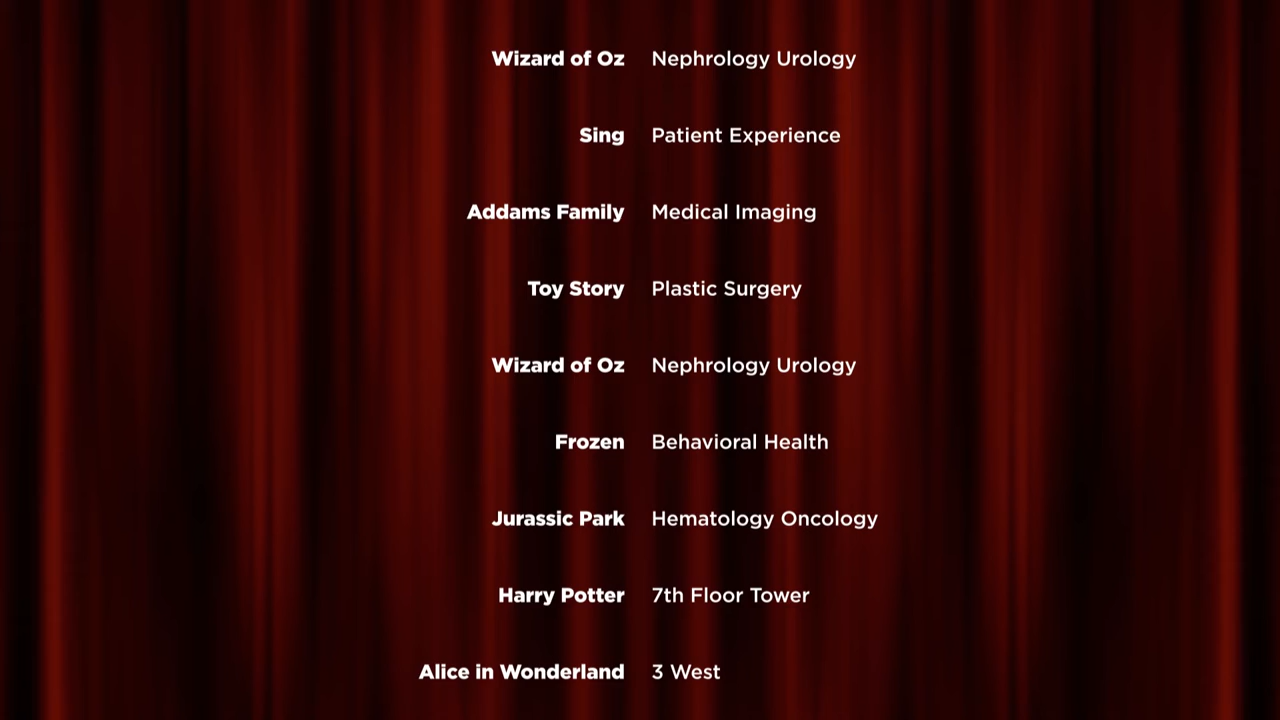 Wizard of Oz Nephrology Urology
Sing Patient Experience
Addams Family Medical Imaging
Toy Story Plastic Surgery
Wizard of Oz Nephrology Urology
Frozen Behavioral Health
Jurassic Park Hematology Oncology
Harry Potter 7th Floor Tower
Alice in Wonderland 3 West